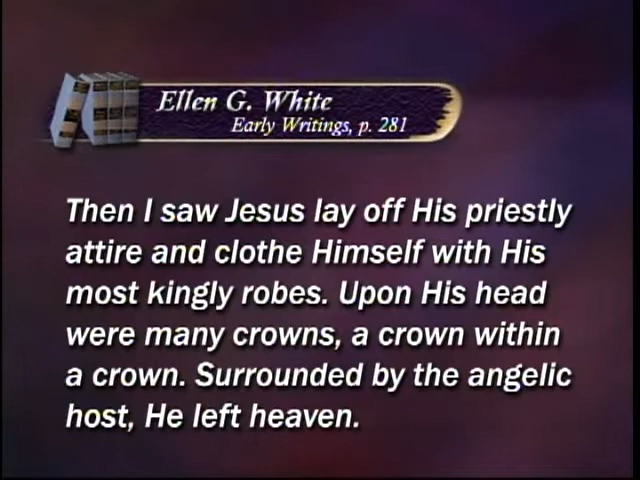 Ellen G. White
Early Writings, p. 281
Then I saw Jesus lay off His priestly
attire and clothe Himself with His
most kingly robes. Upon His head
were many crowns, a crown within
a crown. Surrounded by the angelic
host, He left heaven.